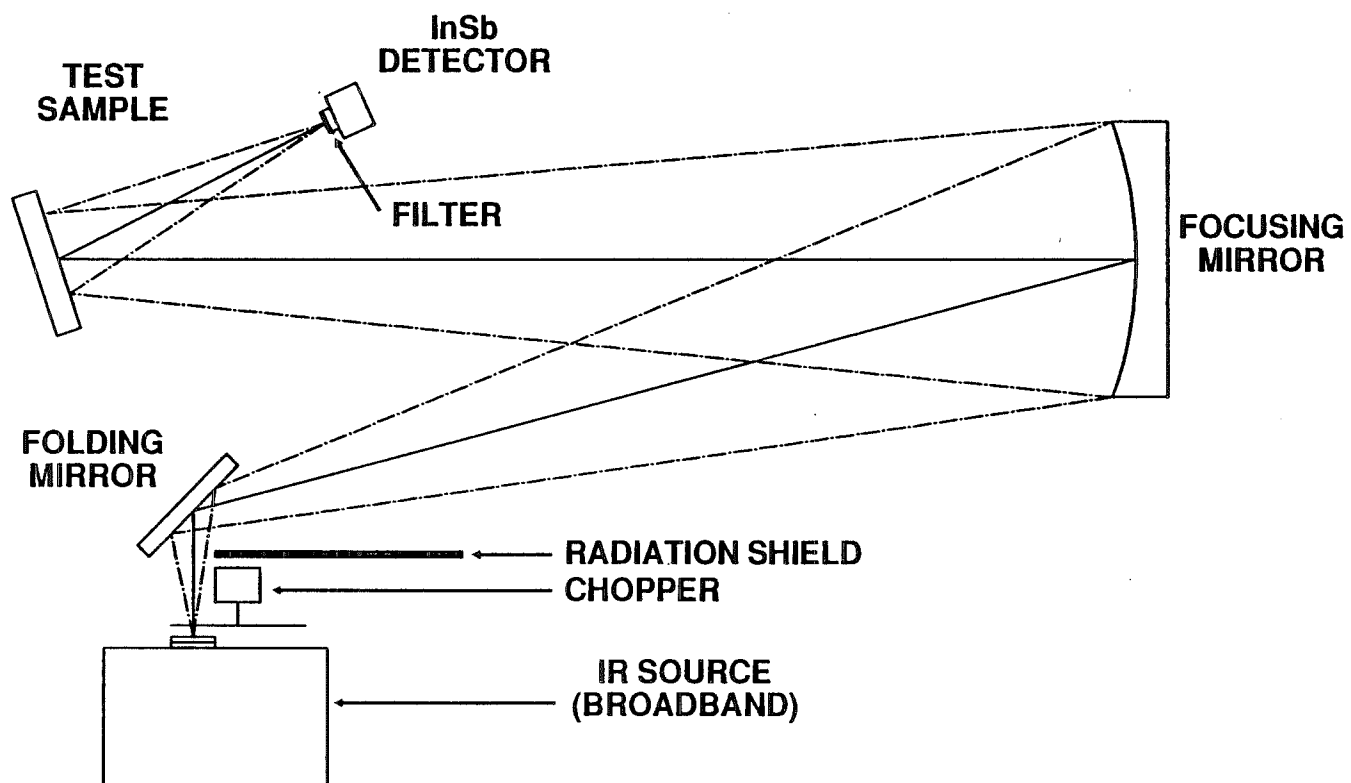 InSb
DETECTOR
TEST
SAMPLE
FILTER
FOCUSING
MIRROR
FOLDING
MIRROR
RADIATION SHIELD
CHOPPER
IR SOURCE
(BROADBAND)